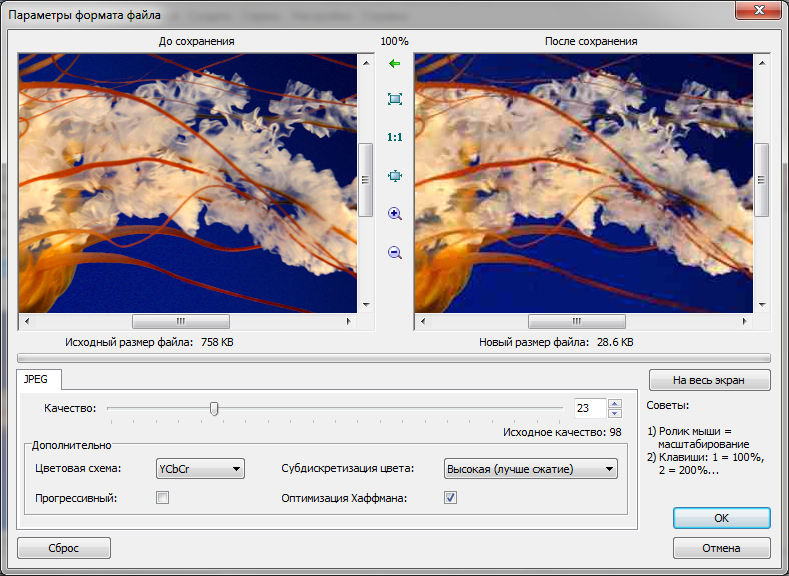 Параметры формата файла
До сохранения
100%
После сохранения
1:1
Исходный размер файла: 758 KB
Новый размер файла: 28.6 KB
JPEG
На весь экран
Качество:
23
Исходное качество: 98
Советы:
1) Ролик мыши =
масштабирование
2) Клавиши: 1 = 100%,
2 = 200%...
Дополнительно
Цветовая схема:
YCbCr
Субдискретизация цвета:
Высокая (лучше сжатие)
Прогрессивный:
Оптимизация Хаффмана:
OK
Сброс
Отмена